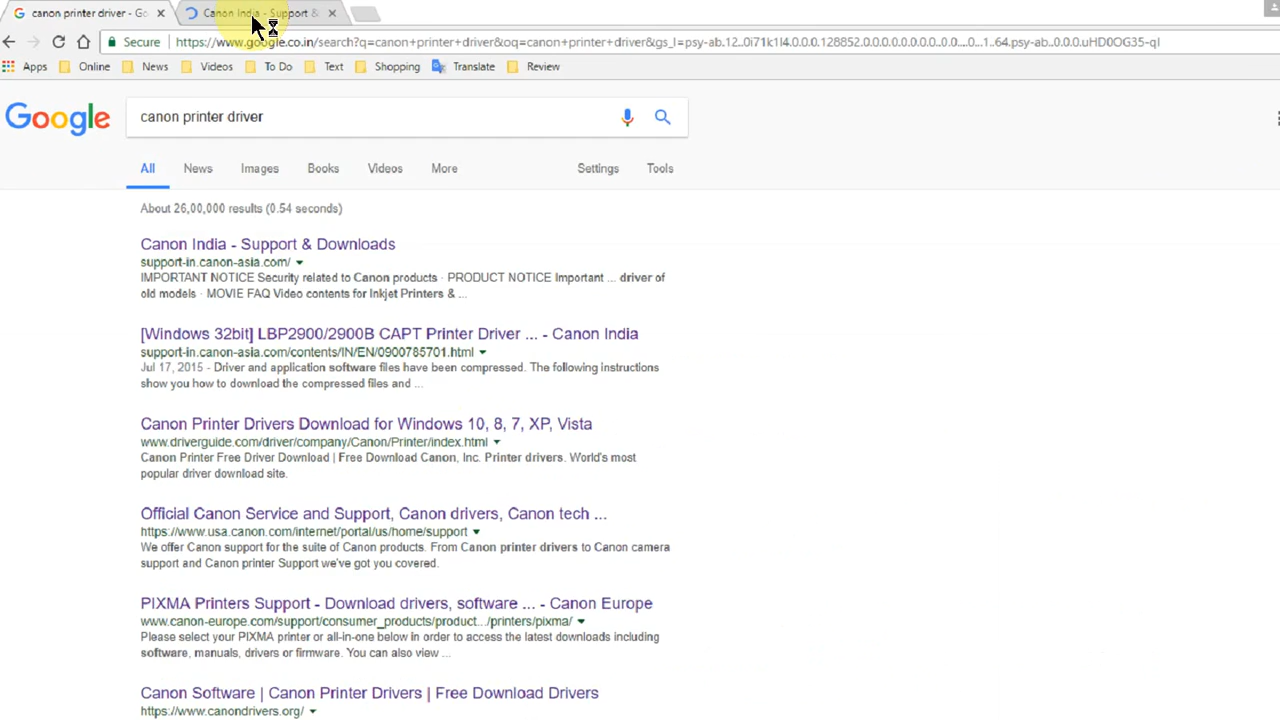 canon printer driver - Go
Canon India - Support &
Secure
https://www.google.co.in/search?q=canon+printer+driver&oq=canon+printer+driver&gs_l=psy-ab.12..0i71k1l4.0.0.0.128852.0.0.0.0.0.0.0.0..0.0....0...1..64.psy-ab..0.0.0.uHD0OG35-qI
Apps Online News Videos To Do Text Shopping Translate Review
Google
canon printer driver
All News Images Books Videos More Settings Tools
About 26,00,000 results (0.54 seconds)
Canon India - Support & Downloads
support-in.canon-asia.com/
IMPORTANT NOTICE Security related to Canon products · PRODUCT NOTICE Important ... driver of
old models · MOVIE FAQ Video contents for Inkjet Printers & ...
[Windows 32bit] LBP2900/2900B CAPT Printer Driver ... - Canon India
support-in.canon-asia.com/contents/IN/EN/0900785701.html
Jul 17, 2015 - Driver and application software files have been compressed. The following instructions
show you how to download the compressed files and ...
Canon Printer Drivers Download for Windows 10, 8, 7, XP, Vista
www.driverguide.com/driver/company/Canon/Printer/index.html
Canon Printer Free Driver Download | Free Download Canon, Inc. Printer drivers. World's most
popular driver download site.
Official Canon Service and Support, Canon drivers, Canon tech ...
https://www.usa.canon.com/internet/portal/us/home/support
We offer Canon support for the suite of Canon products. From Canon printer drivers to Canon camera
support and Canon printer Support we've got you covered.
PIXMA Printers Support - Download drivers, software ... - Canon Europe
www.canon-europe.com/support/consumer_products/product.../printers/pixma/
Please select your PIXMA printer or all-in-one below in order to access the latest downloads including
software, manuals, drivers or firmware. You can also view ...
Canon Software | Canon Printer Drivers | Free Download Drivers
https://www.canondrivers.org/